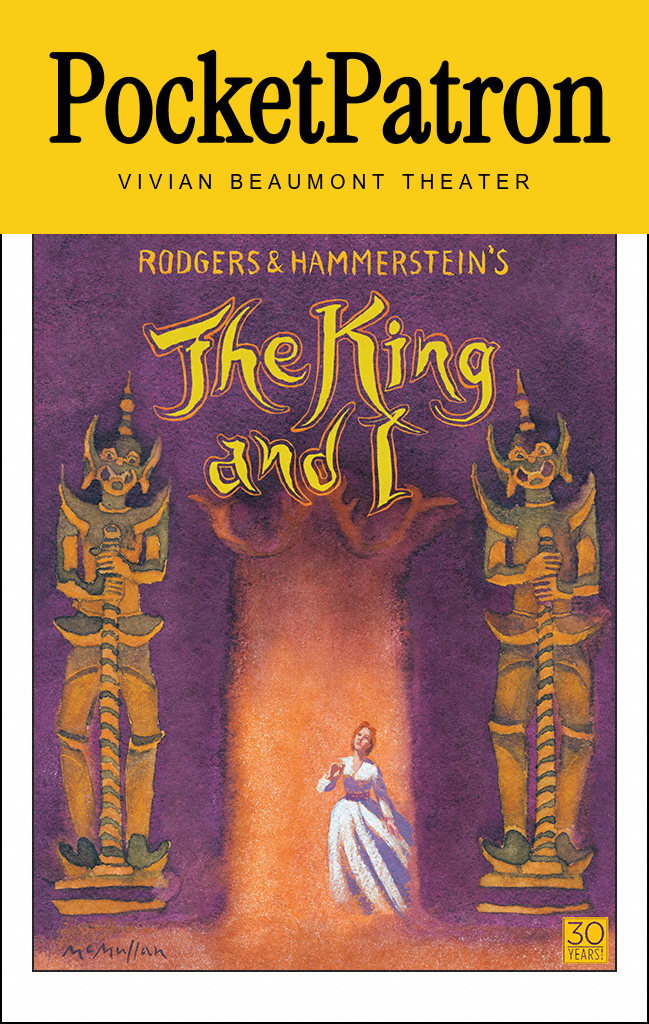 PocketPatron
VIVIAN BEAUMONT THEATER
RODGERS & HAMMERSTEIN'S
The King
and I
McMullan
30
YEARS!